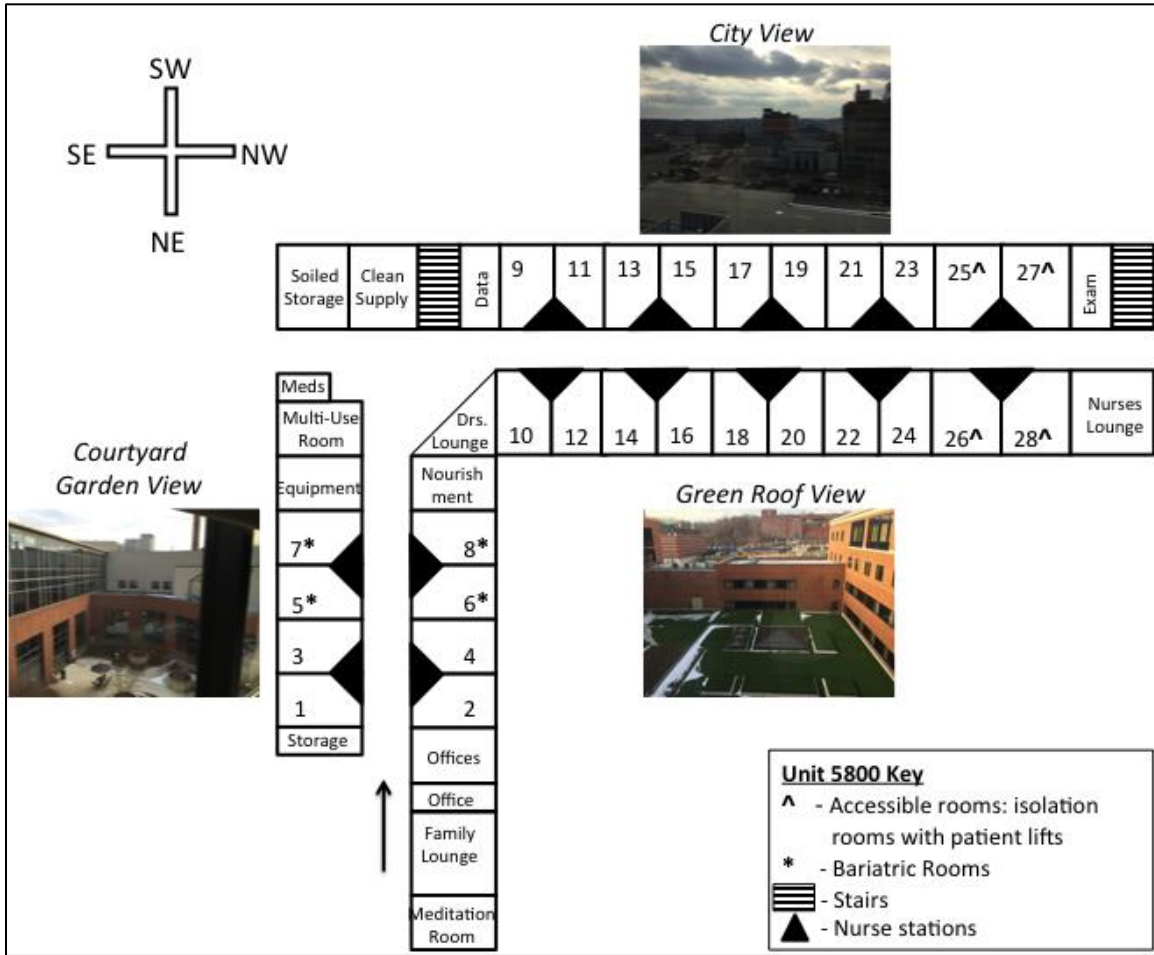 City View
SW
SE
NW
NE
Soiled
Storage
Clean
Supply
Data
9
11
13
15
17
19
21
23
25^
27^
Exam
Meds
Multi-Use
Room
Equipment
7*
5*
3
1
Storage
Courtyard
Garden View
Drs.
Lounge
10
12
14
16
18
20
22
24
26^
28^
Nurses
Lounge
Nourish
ment
8*
6*
4
2
Offices
Office
Family
Lounge
Meditation
Room
Green Roof View
Unit 5800 Key
^ - Accessible rooms: isolation
rooms with patient lifts
* - Bariatric Rooms
- Stairs
- Nurse stations